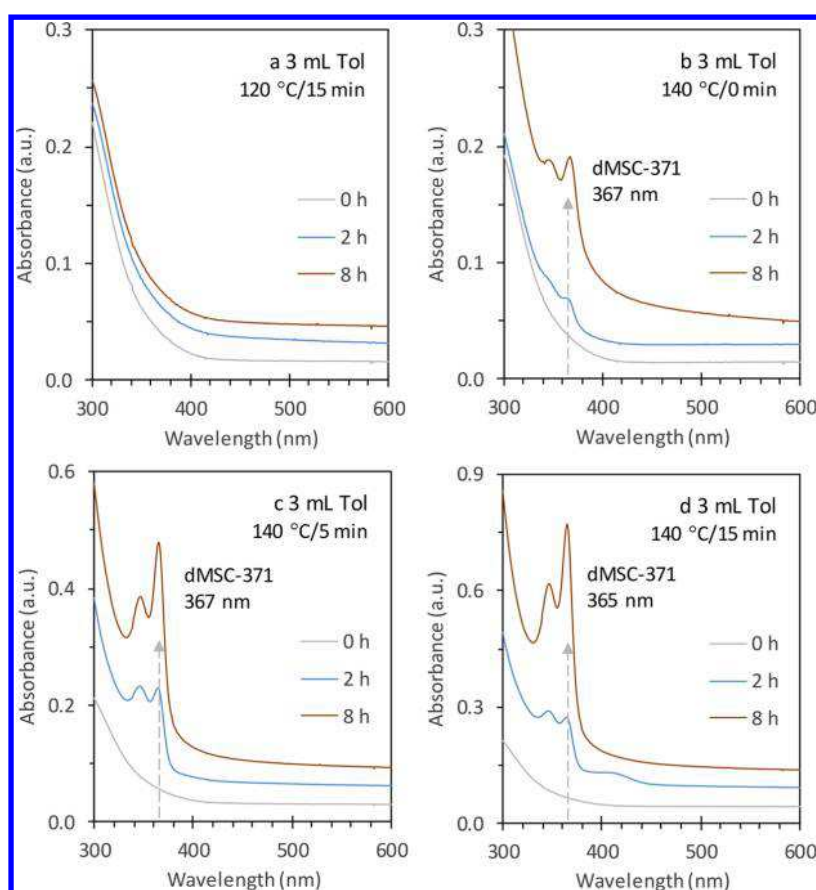 a 3 mL Tol
120 °C/15 min
0 h
2 h
8 h
Absorbance (a.u.)
0.3
0.2
0.1
0.0
300 400 500 600
Wavelength (nm)
b 3 mL Tol
140 °C/0 min
dMSC-371
367 nm
0 h
2 h
8 h
Absorbance (a.u.)
0.3
0.2
0.1
0.0
300 400 500 600
Wavelength (nm)
c 3 mL Tol
140 °C/5 min
dMSC-371
367 nm
0 h
2 h
8 h
Absorbance (a.u.)
0.6
0.4
0.2
0.0
300 400 500 600
Wavelength (nm)
d 3 mL Tol
140 °C/15 min
dMSC-371
365 nm
0 h
2 h
8 h
Absorbance (a.u.)
0.9
0.6
0.3
0.0
300 400 500 600
Wavelength (nm)